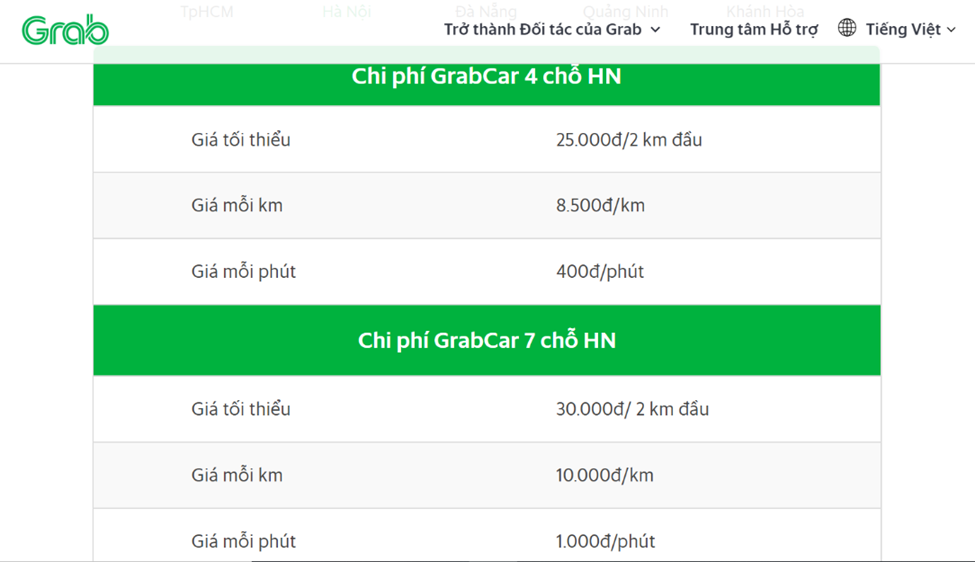 TpHCM Hà Nội Đà Nẵng Quảng Ninh Khánh Hòa
Grab Trở thành Đối tác của Grab Trung tâm Hỗ trợ Tiếng Việt
Chi phí GrabCar 4 chỗ HN
Giá tối thiểu 25.000đ/2 km đầu
Giá mỗi km 8.500đ/km
Giá mỗi phút 400đ/phút
Chi phí GrabCar 7 chỗ HN
Giá tối thiểu 30.000đ/ 2 km đầu
Giá mỗi km 10.000đ/km
Giá mỗi phút 1.000đ/phút